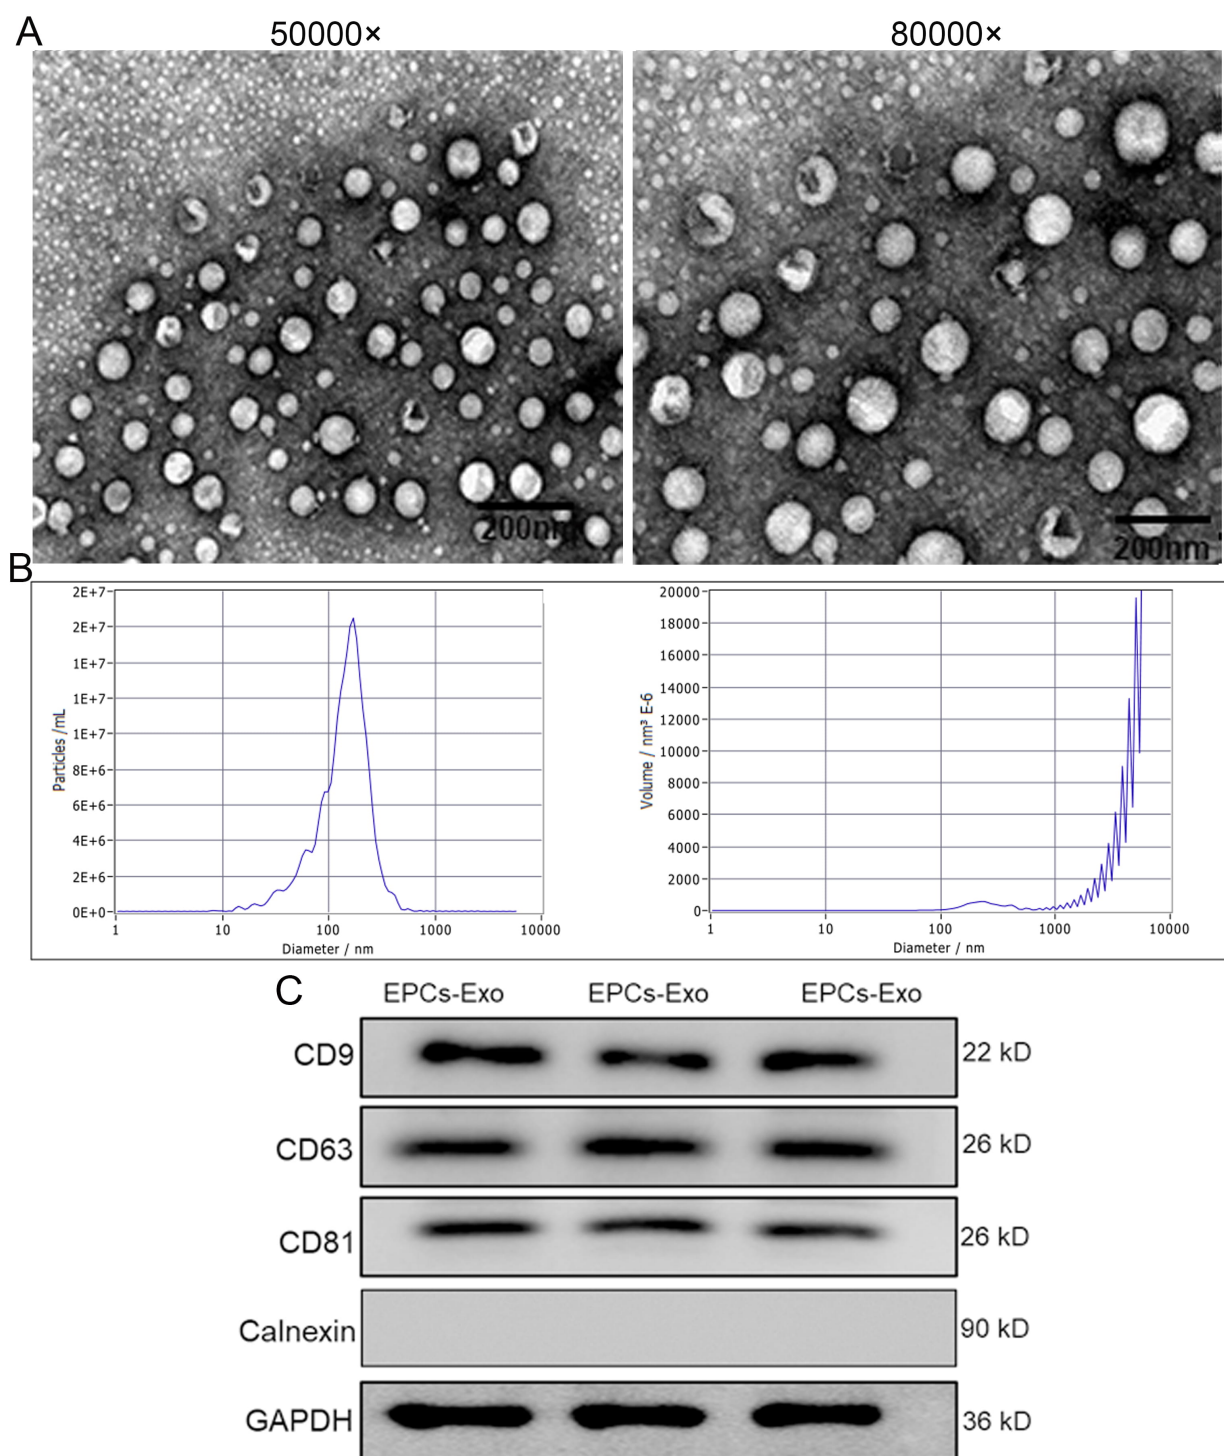 A
50000×
80000×
200nm
200nm
B
2E+7
2E+7
1E+7
1E+7
1E+7
8E+6
6E+6
4E+6
2E+6
0E+0
Particles /mL
1 10 100 1000 10000
Diameter / nm
20000
18000
16000
14000
12000
10000
8000
6000
4000
2000
0
Volume / nm³ E-6
1 10 100 1000 10000
Diameter / nm
C
EPCs-Exo EPCs-Exo EPCs-Exo
CD9 22 kD
CD63 26 kD
CD81 26 kD
Calnexin 90 kD
GAPDH 36 kD